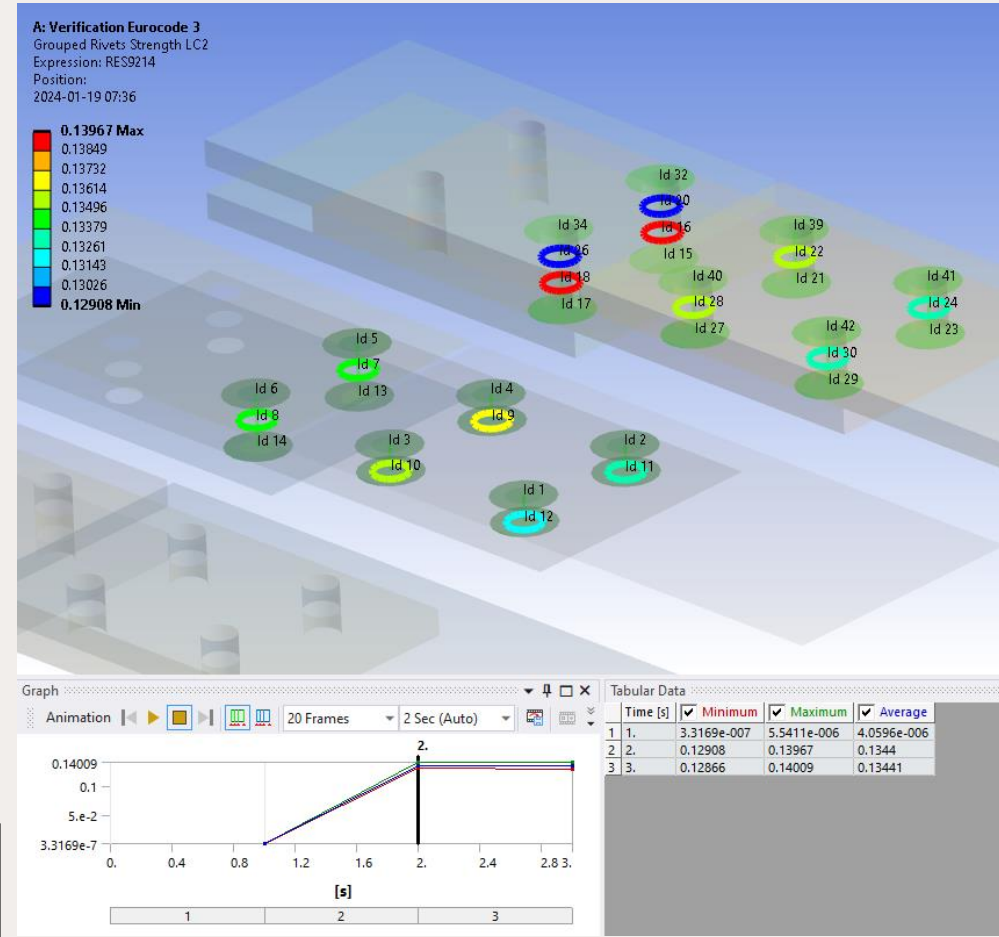 A: Verification Eurocode 3
Grouped Rivets Strength LC2
Expression: RES9214
Position:
2024-01-19 07:36
0.13967 Max
0.13849
0.13732
0.13614
0.13496
0.13379
0.13261
0.13143
0.13026
0.12908 Min
Id 32
Id 16
Id 15
Id 34
Id 18
Id 17
Id 39
Id 22
Id 21
Id 40
Id 28
Id 27
Id 41
Id 24
Id 23
Id 42
Id 30
Id 29
Id 5
Id 7
Id 13
Id 6
Id 8
Id 14
Id 4
Id 9
Id 3
Id 10
Id 2
Id 11
Id 1
Id 12
Graph
Animation 20 Frames 2 Sec (Auto)
2.
0.14009
0.1
5.e-2
3.3169e-7
0. 0.4 0.8 1.2 1.6 2. 2.4 2.8 3.
[s]
1 2 3
Tabular Data
Time [s] Minimum Maximum Average
1 1. 3.3169e-007 5.5411e-006 4.0596e-006
2 2. 0.12908 0.13967 0.1344
3 3. 0.12866 0.14009 0.13441